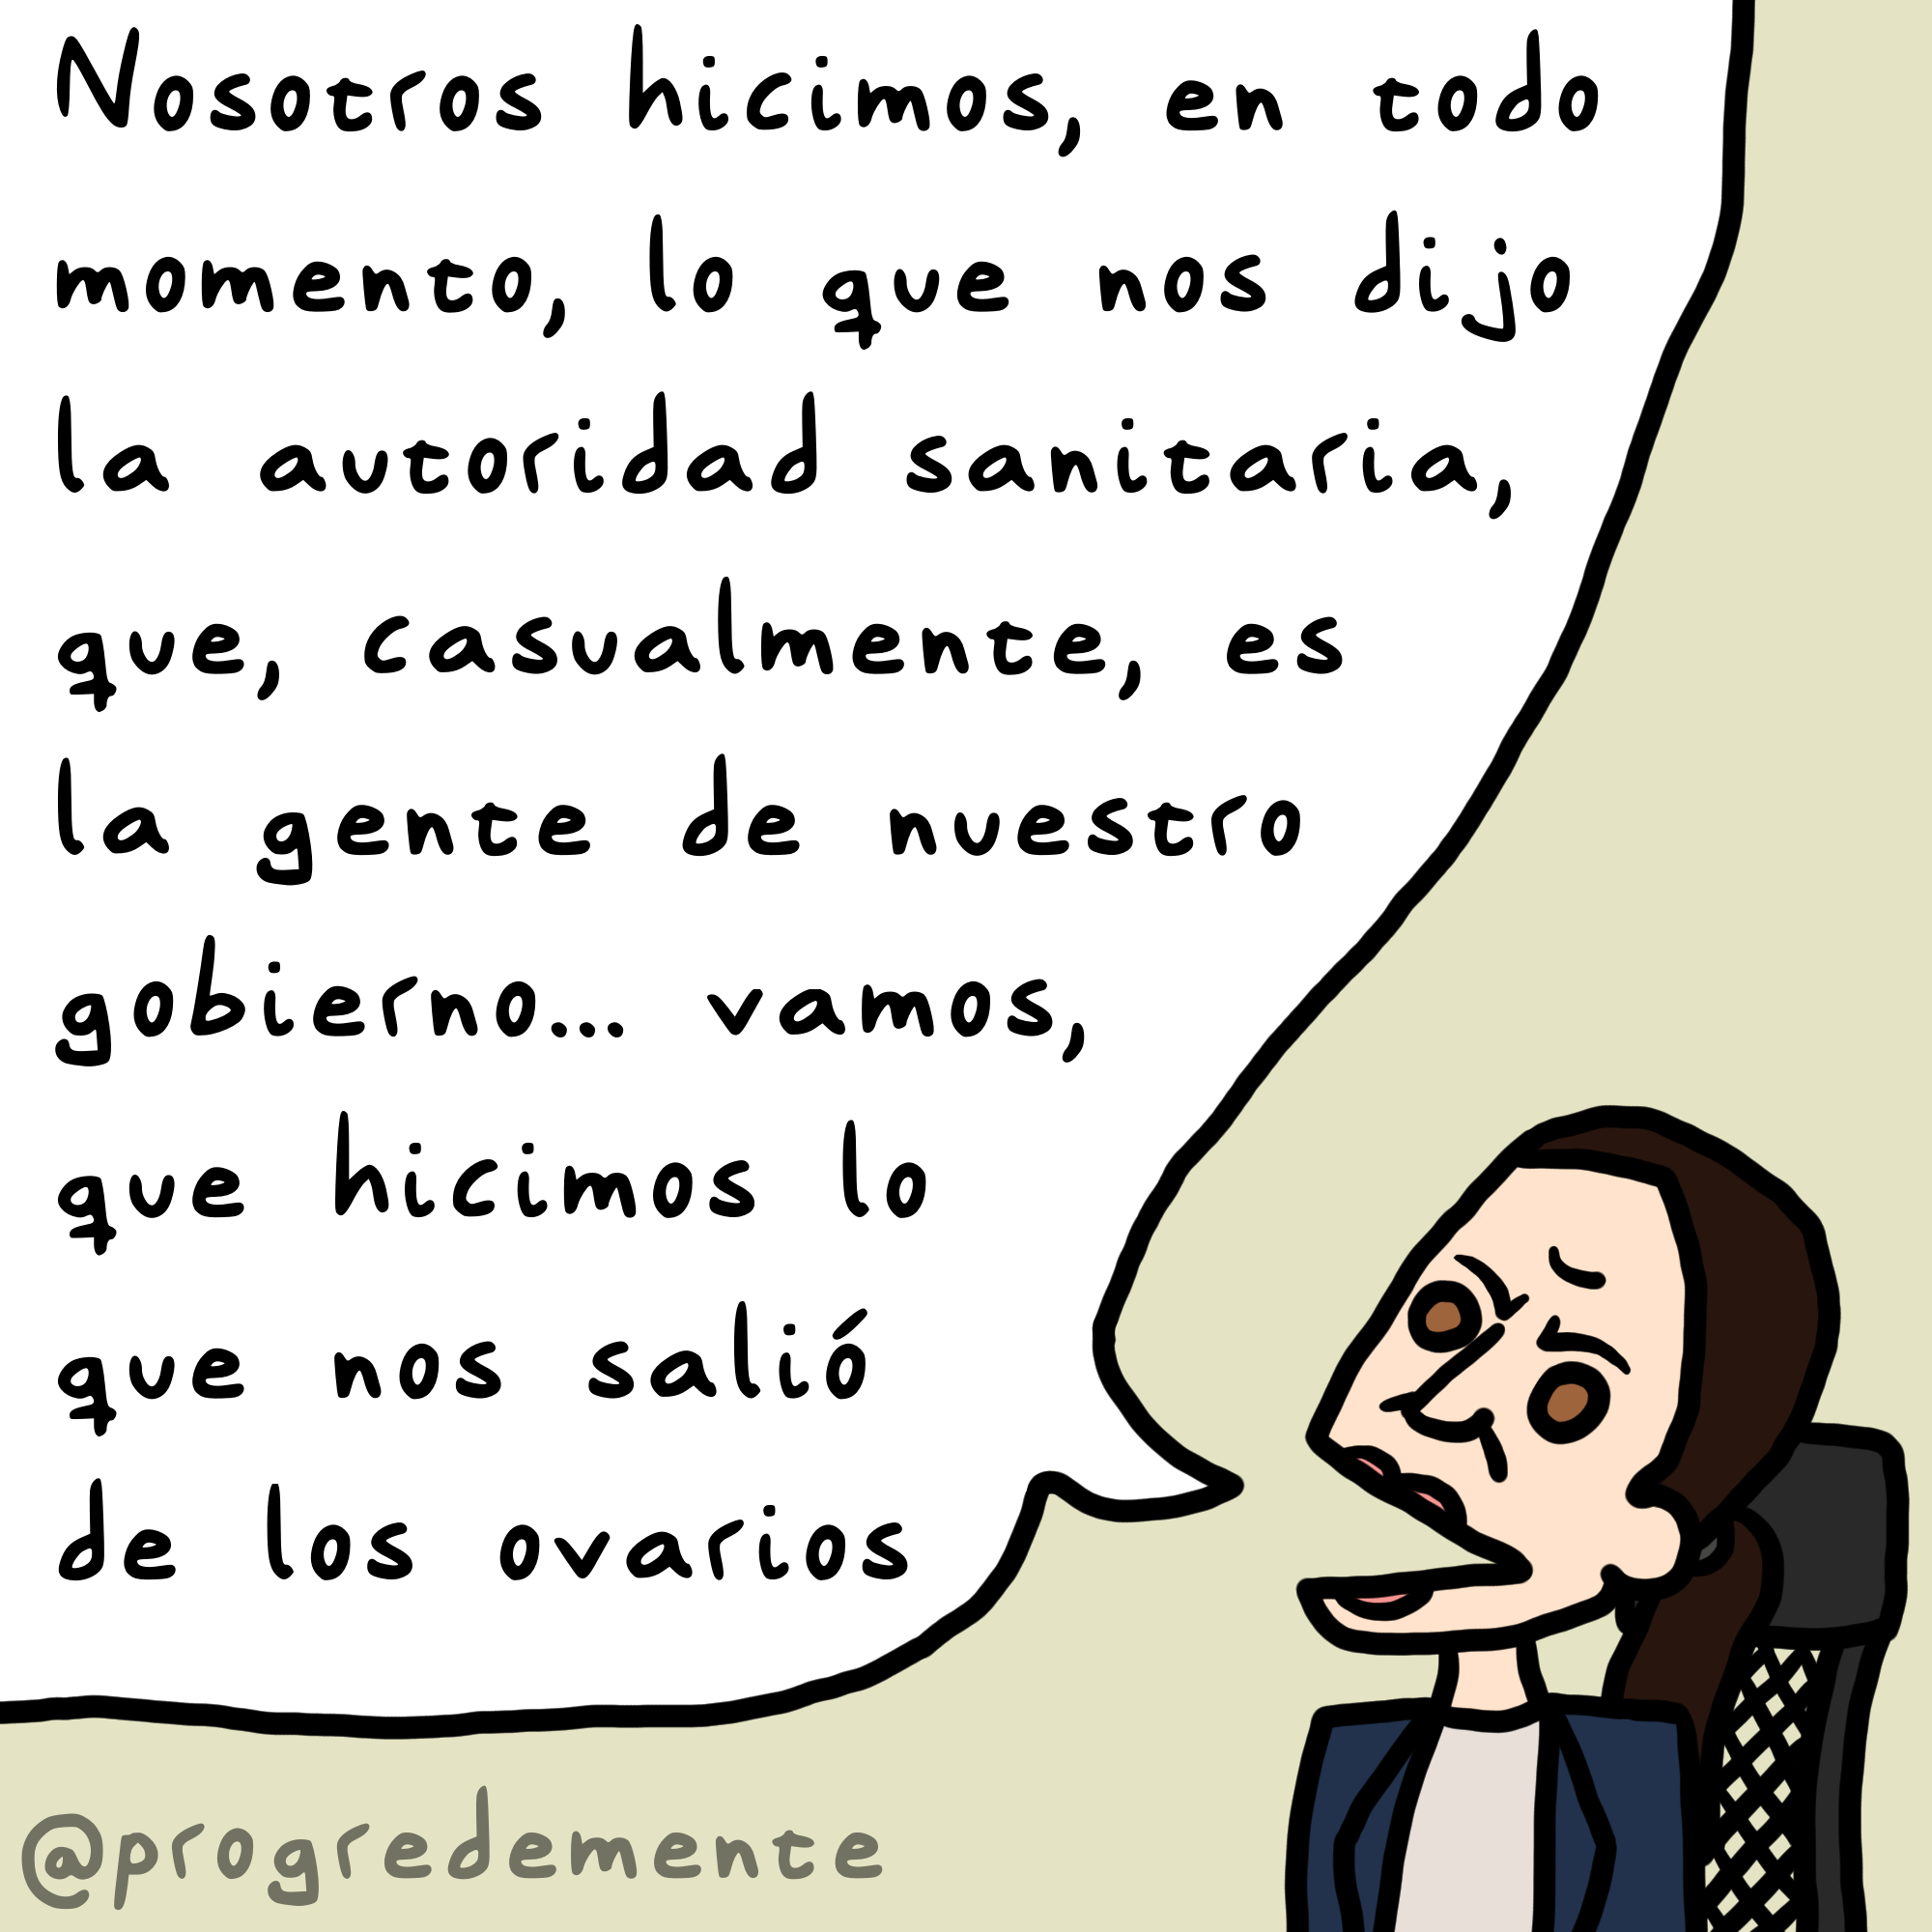 Nosotros hicimos, en todo
momento, lo que nos dijo
la autoridad sanitaria,
que, casualmente, es
la gente de nuestro
gobierno... vamos,
que hicimos lo
que nos salió
de los ovarios
@progredemente